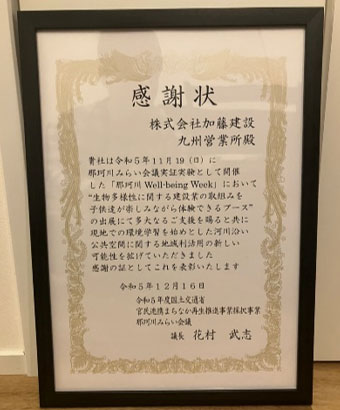 感謝状
株式会社加藤建設
九州営業所殿
貴社は令和５年11月19（日）に
那珂川みらい会議実証実験として開催
した「那珂川 Well-being Week」において
“生物多様性に関する建設業の取組みを
子供達が楽しみながら体験できるブース”
の出展にて多大なるご支援を賜ると共に
現地での環境学習を始めとした河川沿い
公共空間に関する地域利活用の新しい
可能性を拡げていただきました
感謝の証としてこれを表彰いたします
令和５年１２月１６日
令和５年度国土交通省
官民連携まちなか再生推進事業採択事業
那珂川みらい会議
議長 花村 武志